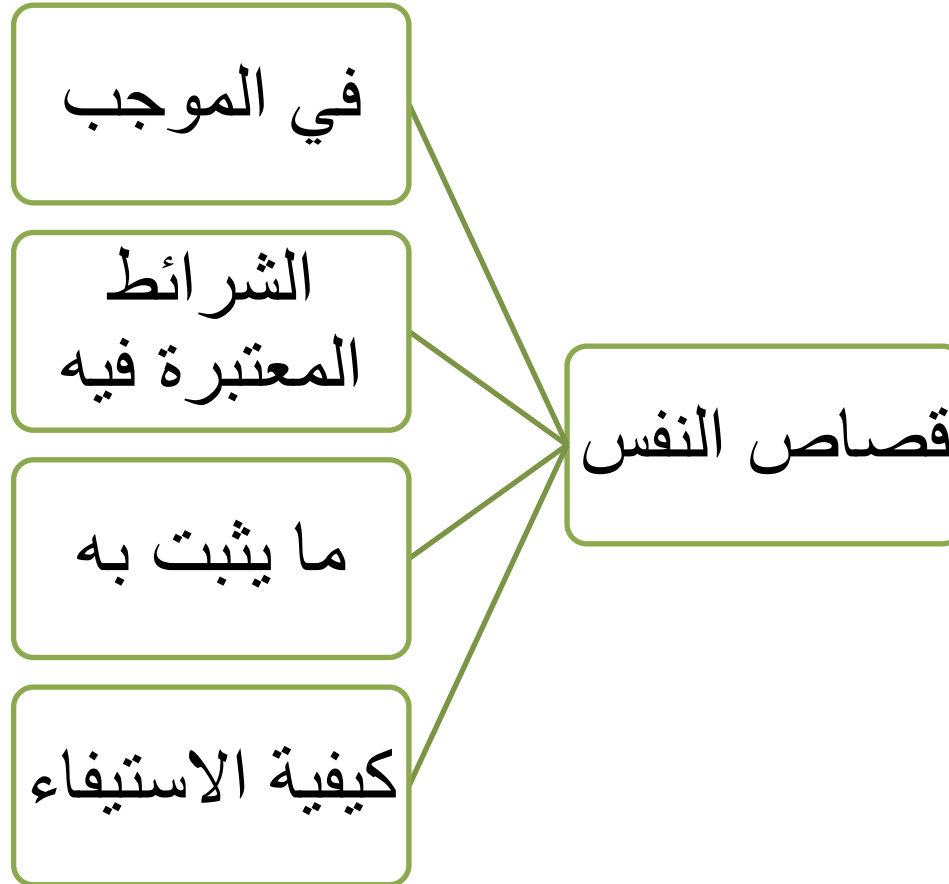 قصاص النفس
في الموجب
الشرائط
المعتبرة فيه
ما يثبت به
كيفية الاستيفاء